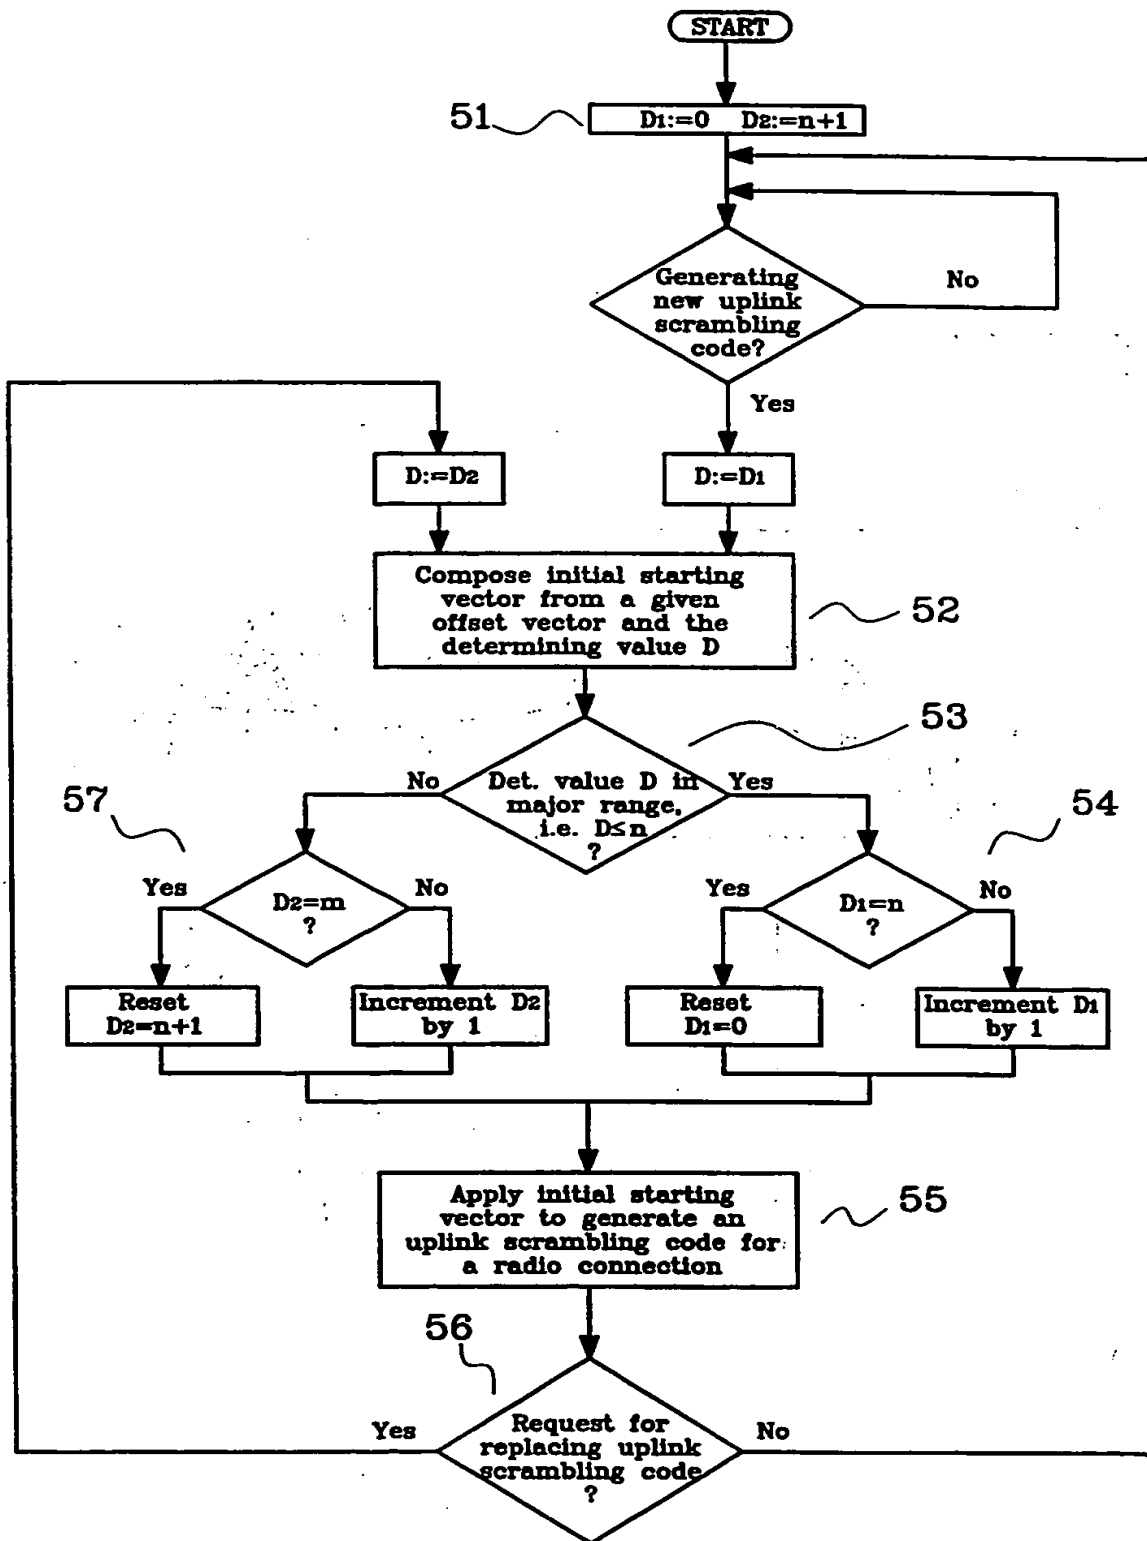 START
51
D1:=0 D2:=n+1
Generating
new uplink
scrambling
code?
No
Yes
D:=D2
D:=D1
Compose initial starting
vector from a given
offset vector and the
determining value D
52
53
No
Det. value D in
major range,
i.e. D≤n
?
Yes
57
54
Yes
D2=m
?
No
Yes
D1=n
?
No
Reset
D2=n+1
Increment D2
by 1
Reset
D1=0
Increment D1
by 1
Apply initial starting
vector to generate an
uplink scrambling code for
a radio connection
55
56
Yes
Request for
replacing uplink
scrambling code
?
No